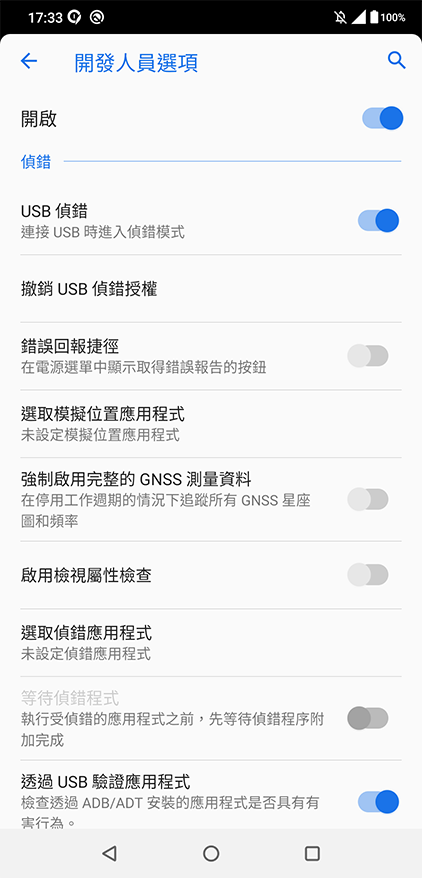 17:33 100%
開發人員選項
開啟
偵錯
USB 偵錯
連接 USB 時進入偵錯模式
撤銷 USB 偵錯授權
錯誤回報捷徑
在電源選單中顯示取得錯誤報告的按鈕
選取模擬位置應用程式
未設定模擬位置應用程式
強制啟用完整的 GNSS 測量資料
在停用工作週期的情況下追蹤所有 GNSS 星座
圖和頻率
啟用檢視屬性檢查
選取偵錯應用程式
未設定偵錯應用程式
等待偵錯程式
執行受偵錯的應用程式之前，先等待偵錯程序附
加完成
透過 USB 驗證應用程式
檢查透過 ADB/ADT 安裝的應用程式是否具有有
害行為。